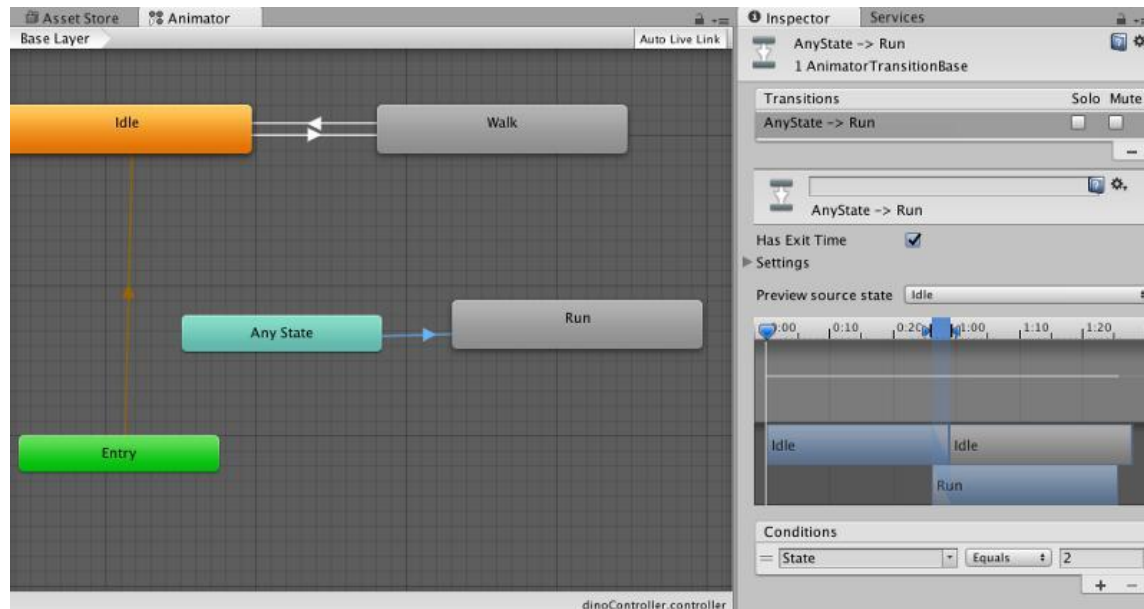 Asset Store
Animator
Base Layer
Auto Live Link
Idle
Walk
Any State
Run
Entry
dinoController.controller
Inspector
Services
AnyState -> Run
1 AnimatorTransitionBase
Transitions Solo Mute
AnyState -> Run
AnyState -> Run
Has Exit Time
Settings
Preview source state Idle
0:10 1:00 1:10 1:20
Idle Idle
Run
Conditions
State Equals 2